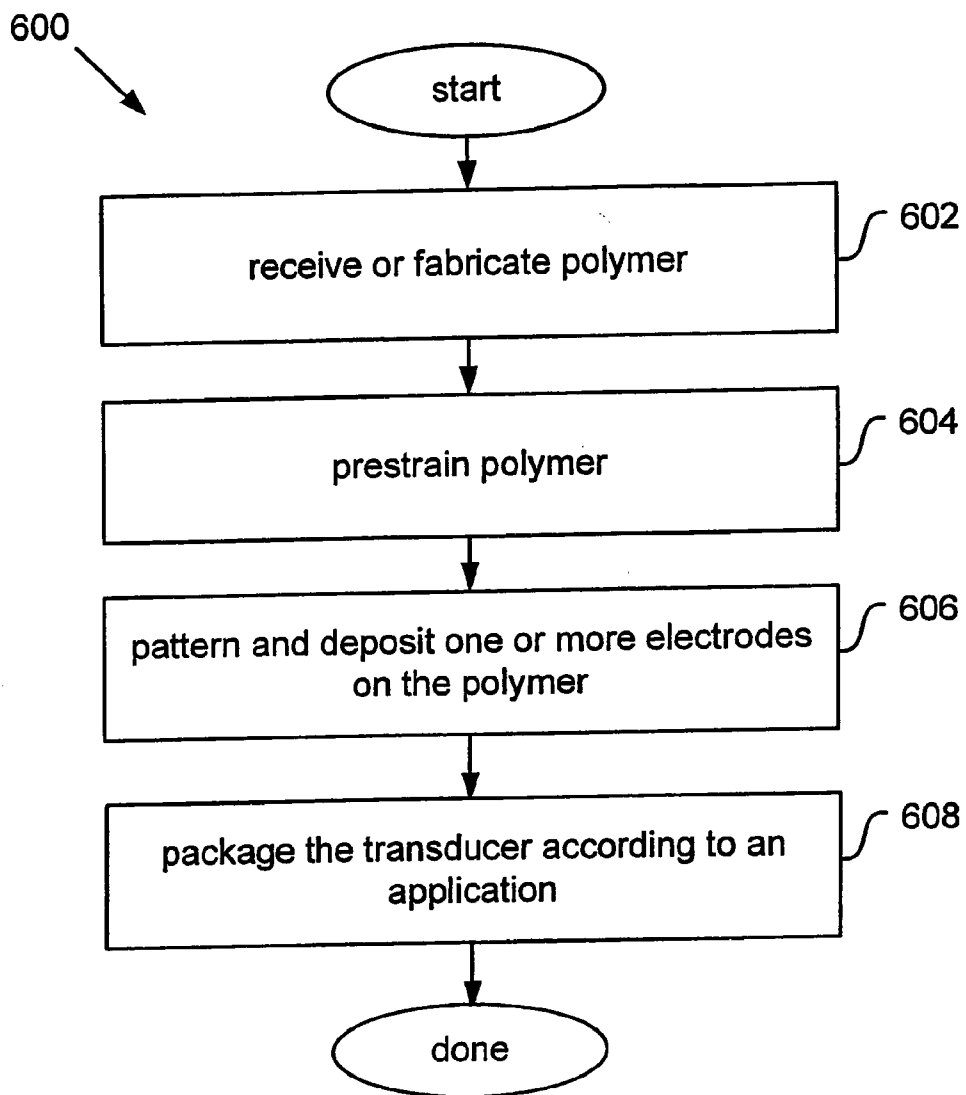 600
start
602
receive or fabricate polymer
604
prestrain polymer
606
pattern and deposit one or more electrodes
on the polymer
608
package the transducer according to an
application
done